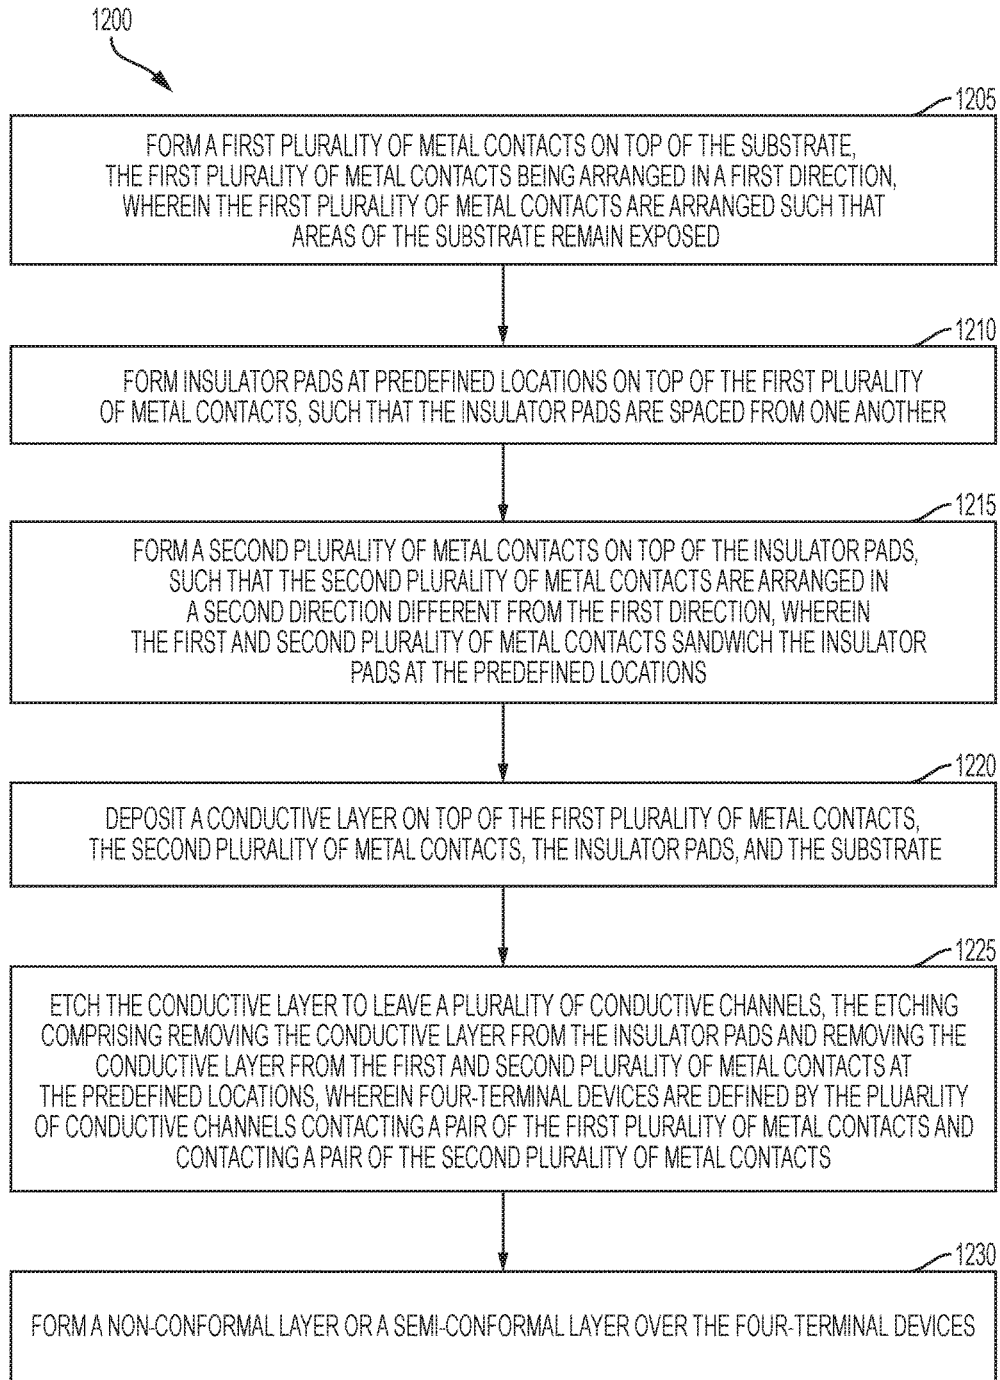 1200
1205
FORM A FIRST PLURALITY OF METAL CONTACTS ON TOP OF THE SUBSTRATE,
THE FIRST PLURALITY OF METAL CONTACTS BEING ARRANGED IN A FIRST DIRECTION,
WHEREIN THE FIRST PLURALITY OF METAL CONTACTS ARE ARRANGED SUCH THAT
AREAS OF THE SUBSTRATE REMAIN EXPOSED
1210
FORM INSULATOR PADS AT PREDEFINED LOCATIONS ON TOP OF THE FIRST PLURALITY
OF METAL CONTACTS, SUCH THAT THE INSULATOR PADS ARE SPACED FROM ONE ANOTHER
1215
FORM A SECOND PLURALITY OF METAL CONTACTS ON TOP OF THE INSULATOR PADS,
SUCH THAT THE SECOND PLURALITY OF METAL CONTACTS ARE ARRANGED IN
A SECOND DIRECTION DIFFERENT FROM THE FIRST DIRECTION, WHEREIN
THE FIRST AND SECOND PLURALITY OF METAL CONTACTS SANDWICH THE INSULATOR
PADS AT THE PREDEFINED LOCATIONS
1220
DEPOSIT A CONDUCTIVE LAYER ON TOP OF THE FIRST PLURALITY OF METAL CONTACTS,
THE SECOND PLURALITY OF METAL CONTACTS, THE INSULATOR PADS, AND THE SUBSTRATE
1225
ETCH THE CONDUCTIVE LAYER TO LEAVE A PLURALITY OF CONDUCTIVE CHANNELS, THE ETCHING
COMPRISING REMOVING THE CONDUCTIVE LAYER FROM THE INSULATOR PADS AND REMOVING THE
CONDUCTIVE LAYER FROM THE FIRST AND SECOND PLURALITY OF METAL CONTACTS AT
THE PREDEFINED LOCATIONS, WHEREIN FOUR-TERMINAL DEVICES ARE DEFINED BY THE PLUARLITY
OF CONDUCTIVE CHANNELS CONTACTING A PAIR OF THE FIRST PLURALITY OF METAL CONTACTS AND
CONTACTING A PAIR OF THE SECOND PLURALITY OF METAL CONTACTS
1230
FORM A NON-CONFORMAL LAYER OR A SEMI-CONFORMAL LAYER OVER THE FOUR-TERMINAL DEVICES